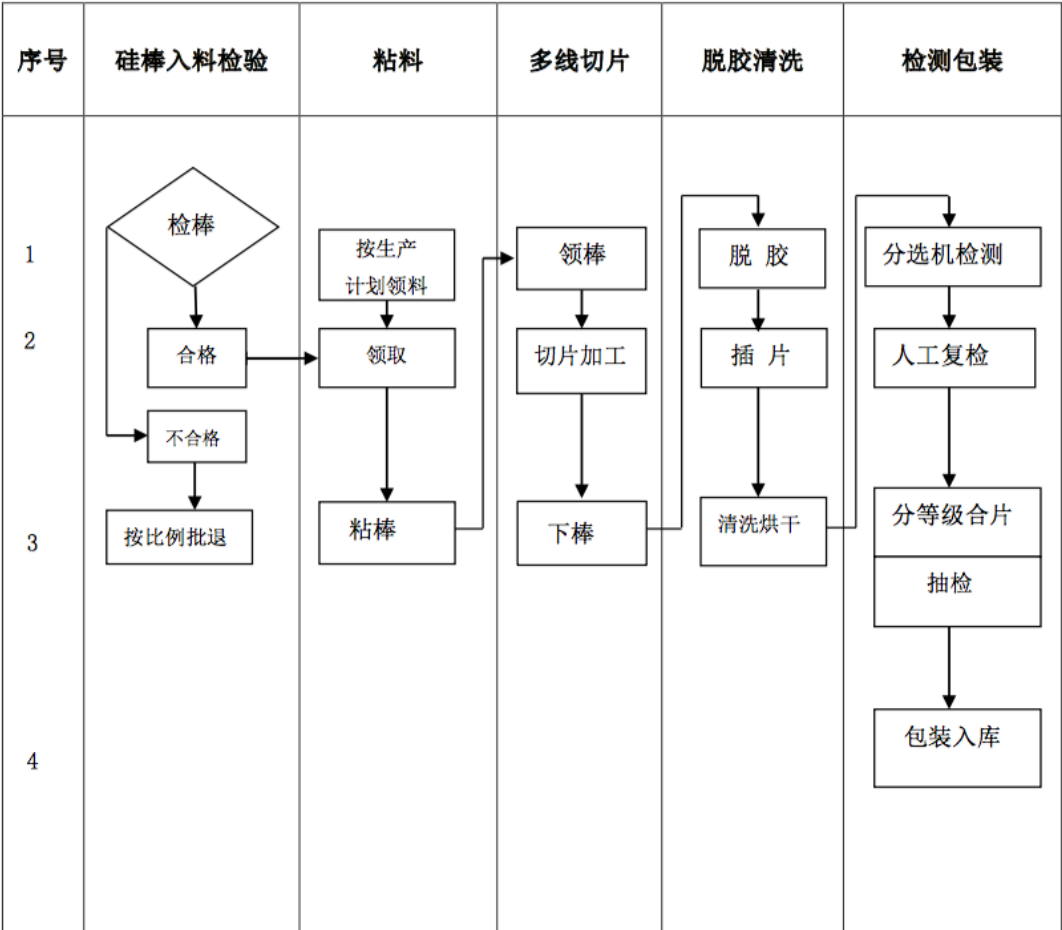 序号
硅棒入料检验
粘料
多线切片
脱胶清洗
检测包装
1
2
3
4
检棒
合格
不合格
按比例批退
按生产
计划领料
领取
粘棒
领棒
切片加工
下棒
脱 胶
插 片
清洗烘干
分选机检测
人工复检
分等级合片
抽检
包装入库